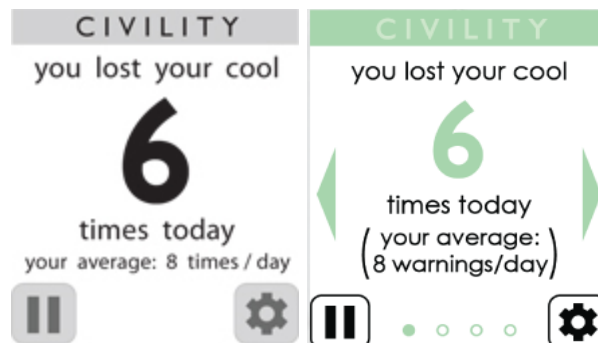 CIVILITY
you lost your cool
6
times today
your average: 8 times / day
CIVILITY
you lost your cool
6
times today
(your average:
8 warnings/day)